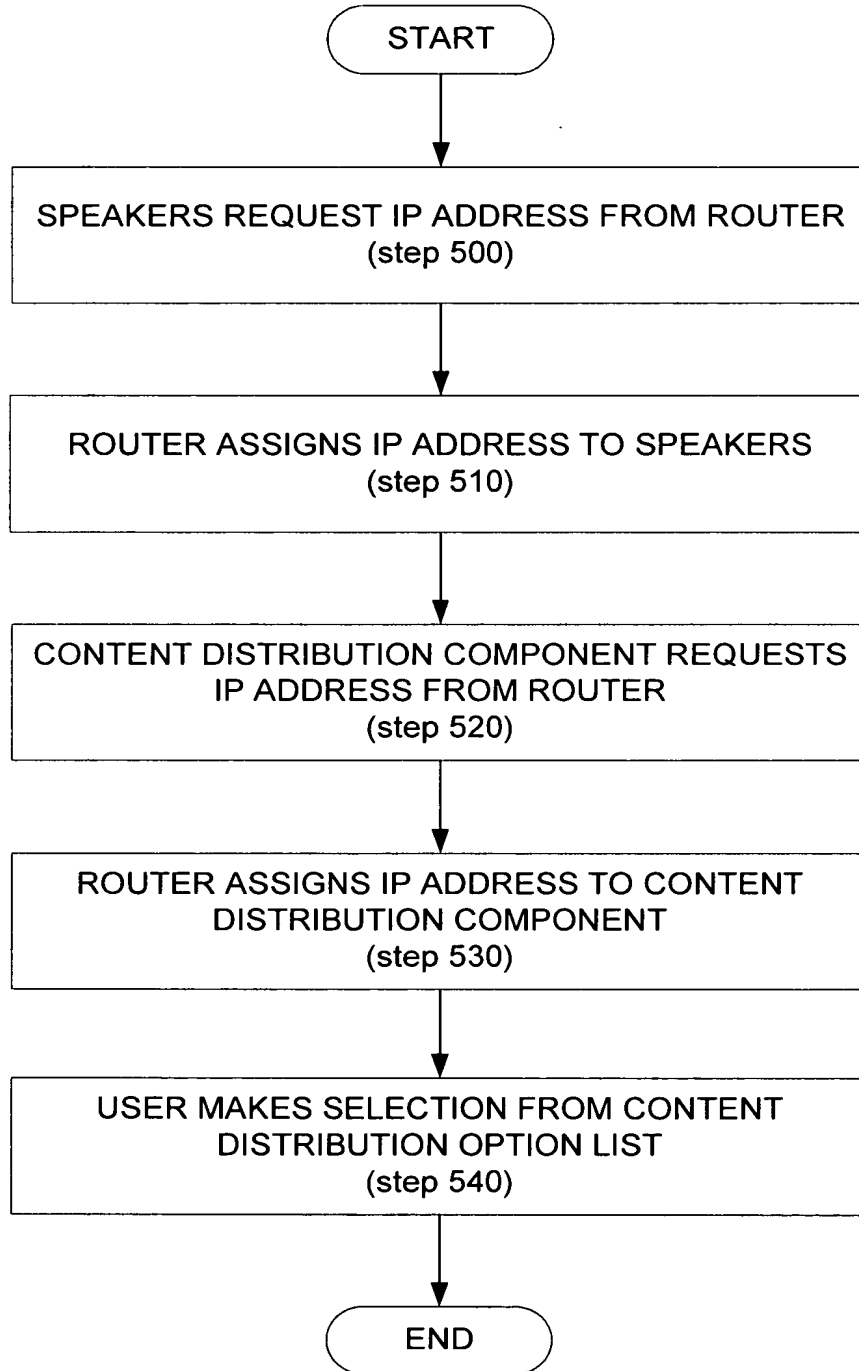 START
SPEAKERS REQUEST IP ADDRESS FROM ROUTER
(step 500)
ROUTER ASSIGNS IP ADDRESS TO SPEAKERS
(step 510)
CONTENT DISTRIBUTION COMPONENT REQUESTS
IP ADDRESS FROM ROUTER
(step 520)
ROUTER ASSIGNS IP ADDRESS TO CONTENT
DISTRIBUTION COMPONENT
(step 530)
USER MAKES SELECTION FROM CONTENT
DISTRIBUTION OPTION LIST
(step 540)
END